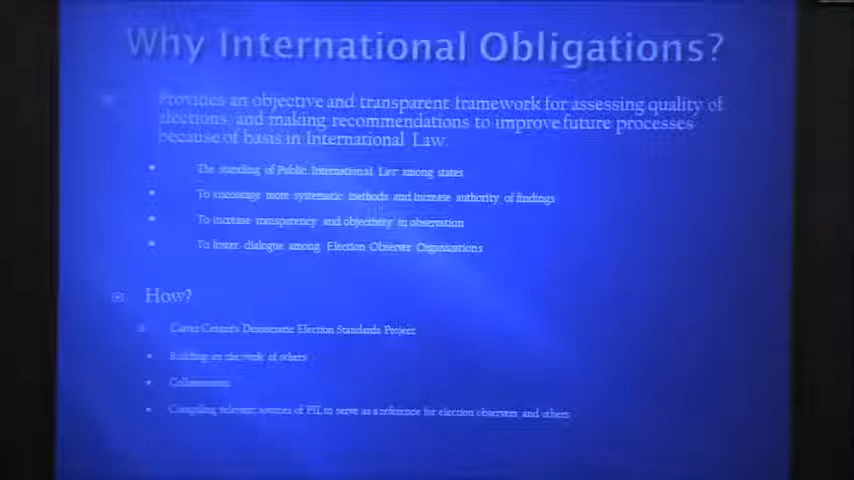 Why International Obligations?
Provides an objective and transparent framework for assessing quality of
elections, and making recommendations to improve future processes
because of basis in International Law.
The standing of Public International Law among states
To encourage more systematic methods and increase authority of findings
To increase transparency and objectivity in observation
To foster dialogue among Election Observer Organizations
How?
Carter Center's Democratic Election Standards Project
Building on the work of others
Collaboration
Compiling relevant sources of PIL to serve as a reference for election observers and others